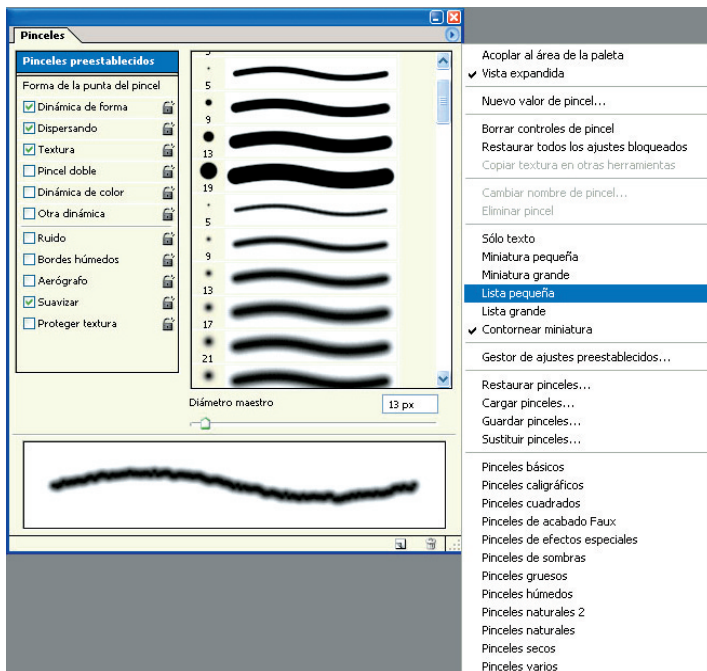 Pinceles
Pinceles preestablecidos
Forma de la punta del pincel
Dinámica de forma
Dispersando
Textura
Pincel doble
Dinámica de color
Otra dinámica
Ruido
Bordes húmedos
Aerógrafo
Suavizar
Proteger textura
5
9
13
19
5
9
13
17
21
Diámetro maestro
13 px
Acoplar al área de la paleta
Vista expandida
Nuevo valor de pincel...
Borrar controles de pincel
Restaurar todos los ajustes bloqueados
Copiar textura en otras herramientas
Cambiar nombre de pincel...
Eliminar pincel
Sólo texto
Miniatura pequeña
Miniatura grande
Lista pequeña
Lista grande
Contornear miniatura
Gestor de ajustes preestablecidos...
Restaurar pinceles...
Cargar pinceles...
Guardar pinceles...
Sustituir pinceles...
Pinceles básicos
Pinceles caligráficos
Pinceles cuadrados
Pinceles de acabado Faux
Pinceles de efectos especiales
Pinceles de sombras
Pinceles gruesos
Pinceles húmedos
Pinceles naturales 2
Pinceles naturales
Pinceles secos
Pinceles varios